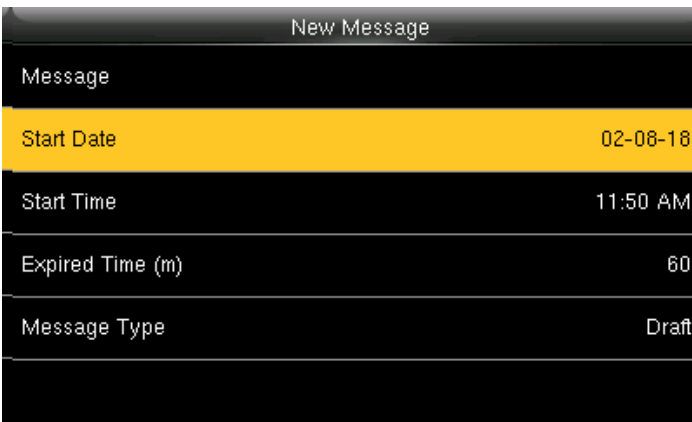 New Message
Message
Start Date 02-08-18
Start Time 11:50 AM
Expired Time (m) 60
Message Type Draft